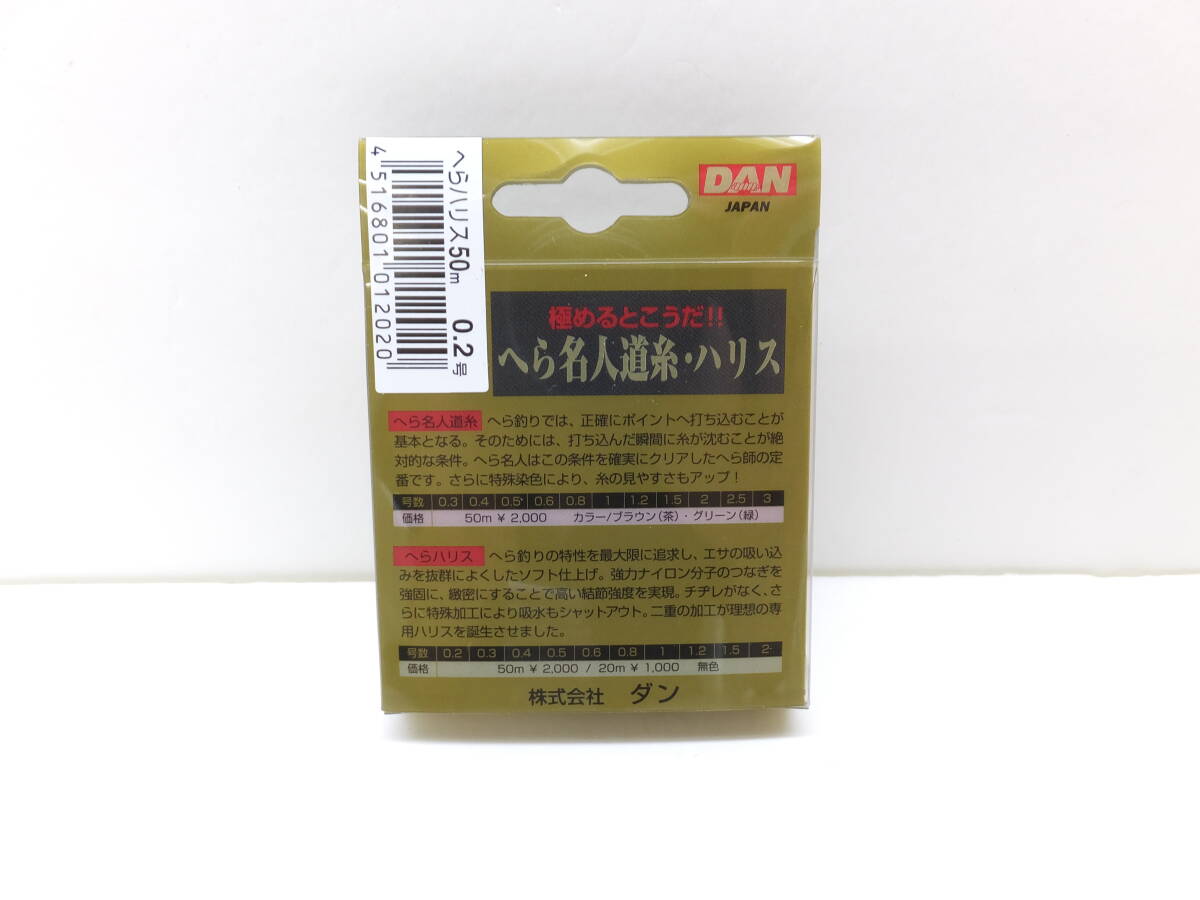 へらハリス50m 0.2号
4 516801 012020
DAN
JAPAN
極めるとこうだ!!
へら名人道糸・ハリス
へら名人道糸 へら釣りでは、正確にポイントへ打ち込むことが
基本となる。そのためには、打ち込んだ瞬間に糸が沈むことが絶
対的な条件。へら名人はこの条件を確実にクリアしたへら師の定
番です。さらに特殊染色により、糸の見やすさもアップ!
号数 0.3 0.4 0.5 0.6 0.8 1 1.2 1.5 2 2.5 3
価格 50m ¥2,000 カラー/ブラウン(茶)・グリーン(緑)
へらハリス へら釣りの特性を最大限に追求し、エサの吸い込
みを抜群によくしたソフト仕上げ。強力ナイロン分子のつなぎを
強固に、緻密にすることで高い結節強度を実現。チヂレがなく、さ
らに特殊加工により吸水もシャットアウト。二重の加工が理想の専
用ハリスを誕生させました。
号数 0.2 0.3 0.4 0.5 0.6 0.8 1 1.2 1.5 2
価格 50m ¥2,000 / 20m ¥1,000 無色
株式会社 ダン